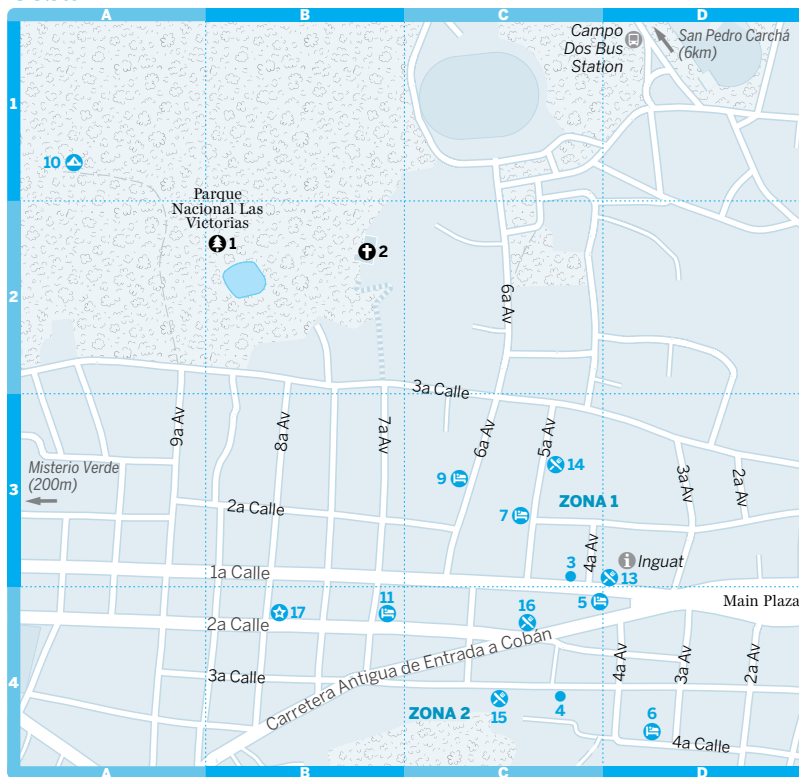 A
B
C
D
Campo
Dos Bus
Station
San Pedro Carchá
(6km)
1
10
Parque
Nacional Las
Victorias
1
2
2
6a Av
3a Calle
9a Av
8a Av
7a Av
6a Av
5a Av
14
3a Av
2a Av
Misterio Verde
(200m)
3
9
2a Calle
7
ZONA 1
4a Av
3
Inguat
1a Calle
13
11
5
Main Plaza
17
16
2a Calle
4a Av
3a Av
2a Av
3a Calle
Carretera Antigua de Entrada a Cobán
4
ZONA 2
15
4
6
4a Calle
A
B
C
D